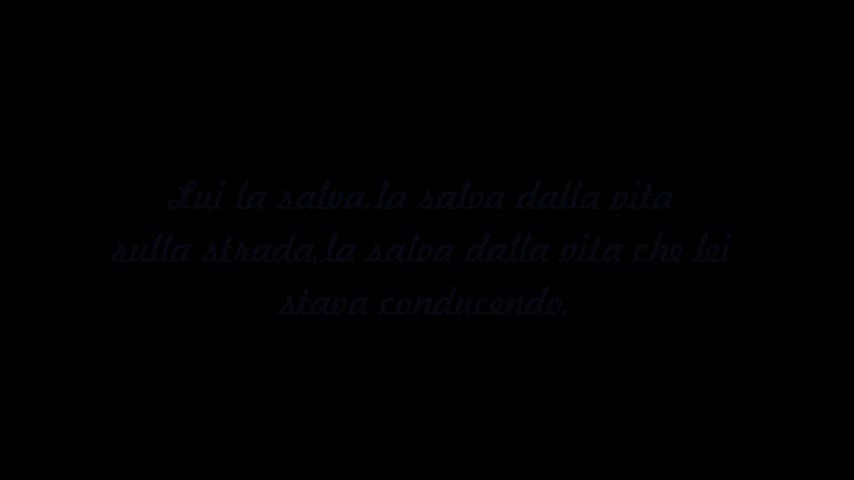 Lui la salva,la salva dalla vita
sulla strada,la salva dalla vita che lei
stava conducendo.